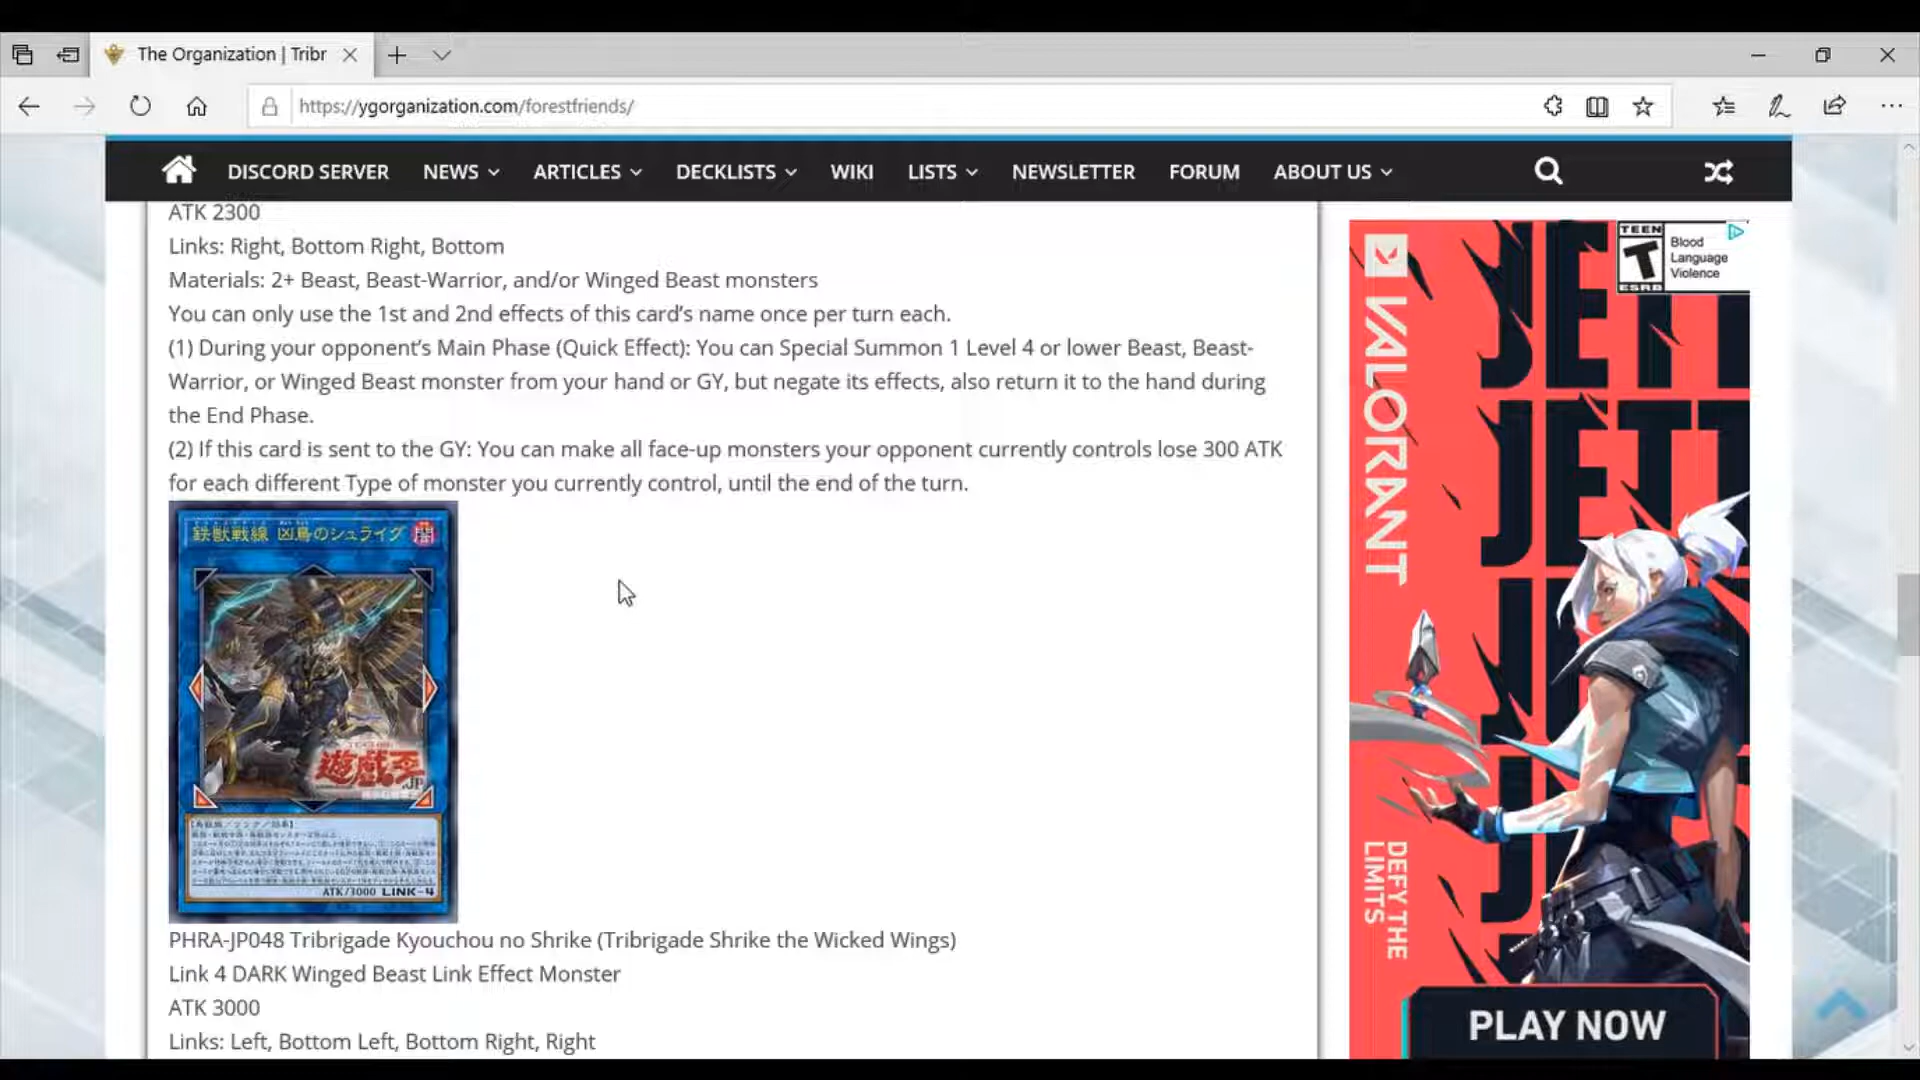 The Organization | Tribr
https://ygorganization.com/forestfriends/
DISCORD SERVER NEWS ARTICLES DECKLISTS WIKI LISTS NEWSLETTER FORUM ABOUT US
ATK 2300
Links: Right, Bottom Right, Bottom
Materials: 2+ Beast, Beast-Warrior, and/or Winged Beast monsters
You can only use the 1st and 2nd effects of this card's name once per turn each.
(1) During your opponent's Main Phase (Quick Effect): You can Special Summon 1 Level 4 or lower Beast, Beast-
Warrior, or Winged Beast monster from your hand or GY, but negate its effects, also return it to the hand during
the End Phase.
(2) If this card is sent to the GY: You can make all face-up monsters your opponent currently controls lose 300 ATK
for each different Type of monster you currently control, until the end of the turn.
鉄獣戦線 凶鳥のシュライグ
闇
遊戯王
.JP
ATK/3000 LINK-4
PHRA-JP048 Tribrigade Kyouchou no Shrike (Tribrigade Shrike the Wicked Wings)
Link 4 DARK Winged Beast Link Effect Monster
ATK 3000
Links: Left, Bottom Left, Bottom Right, Right
TEEN
T
ESRB
Blood
Language
Violence
VALORANT
JETT
JETT
DEFY THE
LIMITS
PLAY NOW